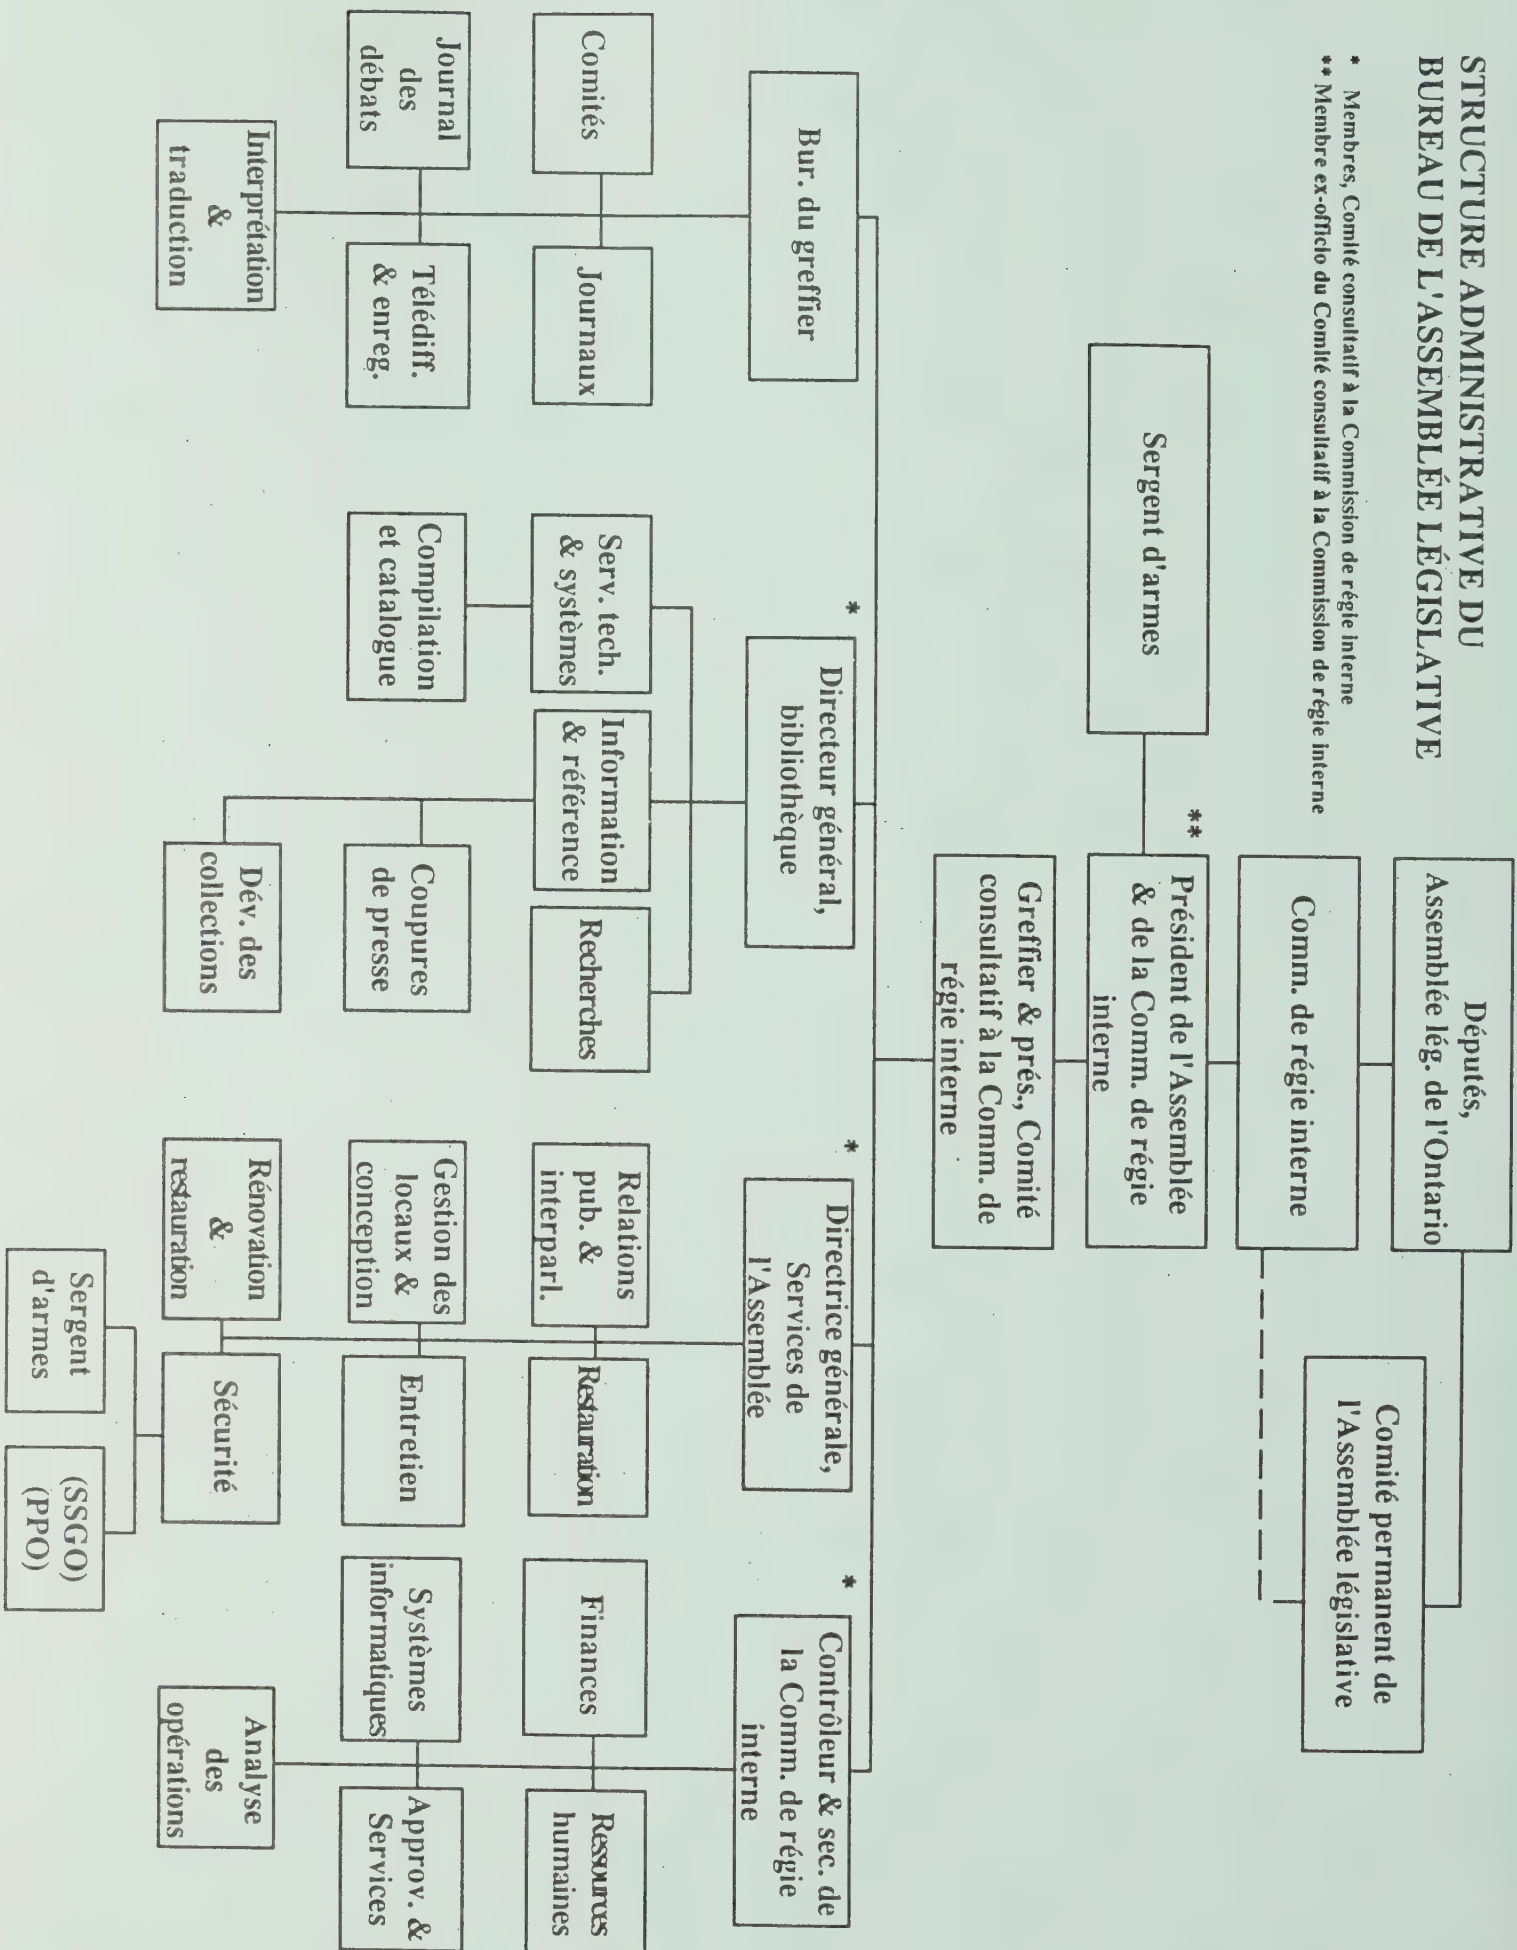 STRUCTURE ADMINISTRATIVE DU
BUREAU DE L'ASSEMBLÉE LÉGISLATIVE
* Membres, Comité consultatif à la Commission de régie interne
** Membre ex-officio du Comité consultatif à la Commission de régie interne
Députés,
Assemblée lég. de l'Ontario
Comité permanent de
l'Assemblée législative
Comm. de régie interne
**
Président de l'Assemblée
& de la Comm. de régie
interne
Sergent d'armes
Greffier & prés., Comité
consultatif à la Comm. de
régie interne
Bur. du greffier
*
Directeur général,
bibliothèque
*
Directrice générale,
Services de
l'Assemblée
*
Contrôleur & sec. de
la Comm. de régie
interne
Comités
Journaux
Journal
des
débats
Télédiff.
& enreg.
Interprétation
&
traduction
Serv. tech.
& systèmes
Information
& référence
Recherches
Compilation
et catalogue
Coupures
de presse
Dév. des
collections
Relations
pub. &
interparl.
Restauration
Gestion des
locaux &
conception
Entretien
Rénovation
&
restauration
Sécurité
Sergent
d'armes
(SSGO)
(PPO)
Finances
Ressources
humaines
Systèmes
informatiques
Approv. &
Services
Analyse
des
opérations